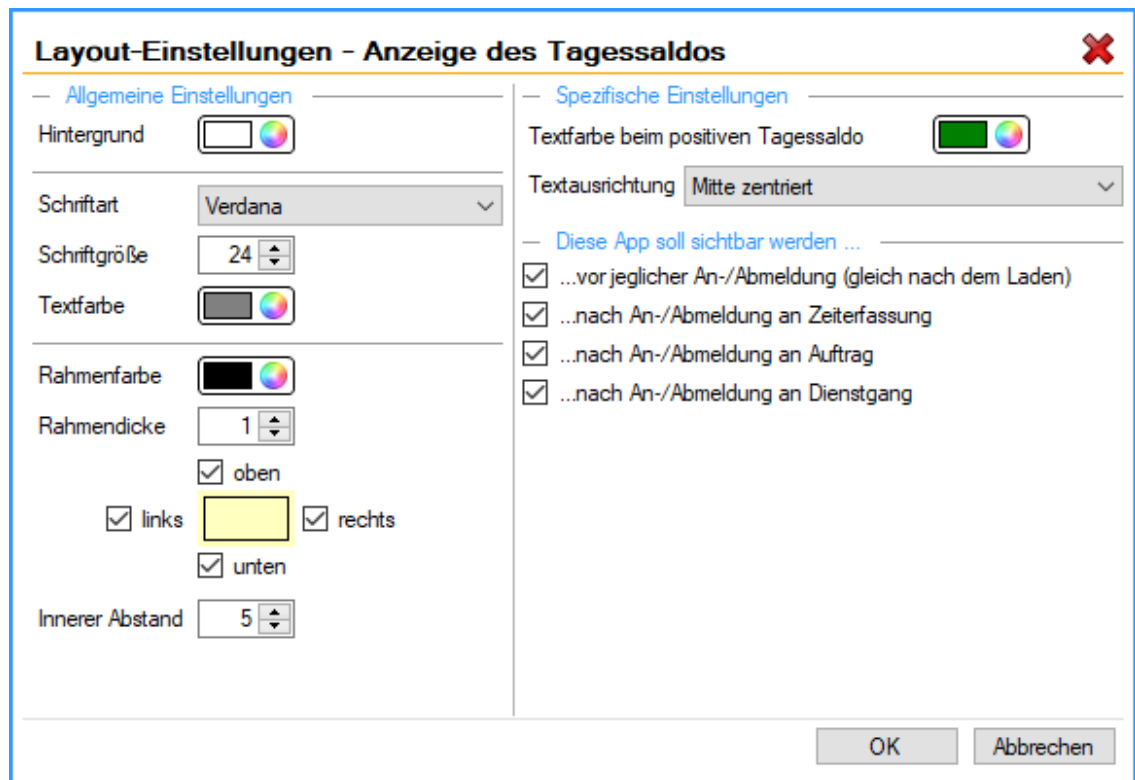 Layout-Einstellungen - Anzeige des Tagessaldos
Allgemeine Einstellungen
Hintergrund
Schriftart Verdana
Schriftgröße 24
Textfarbe
Rahmenfarbe
Rahmendicke 1
oben
links rechts
unten
Innerer Abstand 5
Spezifische Einstellungen
Textfarbe beim positiven Tagessaldo
Textausrichtung Mitte zentriert
Diese App soll sichtbar werden ...
...vor jeglicher An-/Abmeldung (gleich nach dem Laden)
...nach An-/Abmeldung an Zeiterfassung
...nach An-/Abmeldung an Auftrag
...nach An-/Abmeldung an Dienstgang
OK Abbrechen